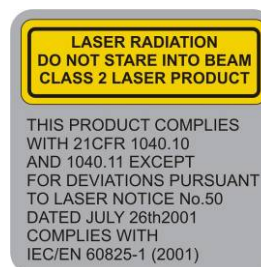 LASER RADIATION
DO NOT STARE INTO BEAM
CLASS 2 LASER PRODUCT
THIS PRODUCT COMPLIES
WITH 21CFR 1040.10
AND 1040.11 EXCEPT
FOR DEVIATIONS PURSUANT
TO LASER NOTICE No.50
DATED JULY 26th2001
COMPLIES WITH
IEC/EN 60825-1 (2001)